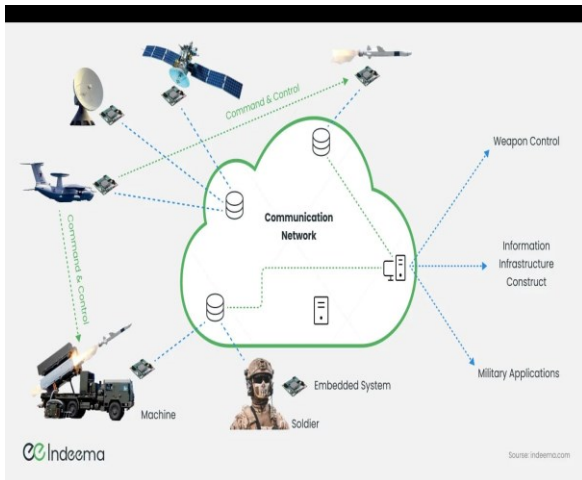 Command & Control
Weapon Control
Communication
Network
Information
Infrastructure
Construct
Command & Control
Military Applications
Embedded System
Machine
Soldier
Indeema
Sourse: indeema.com